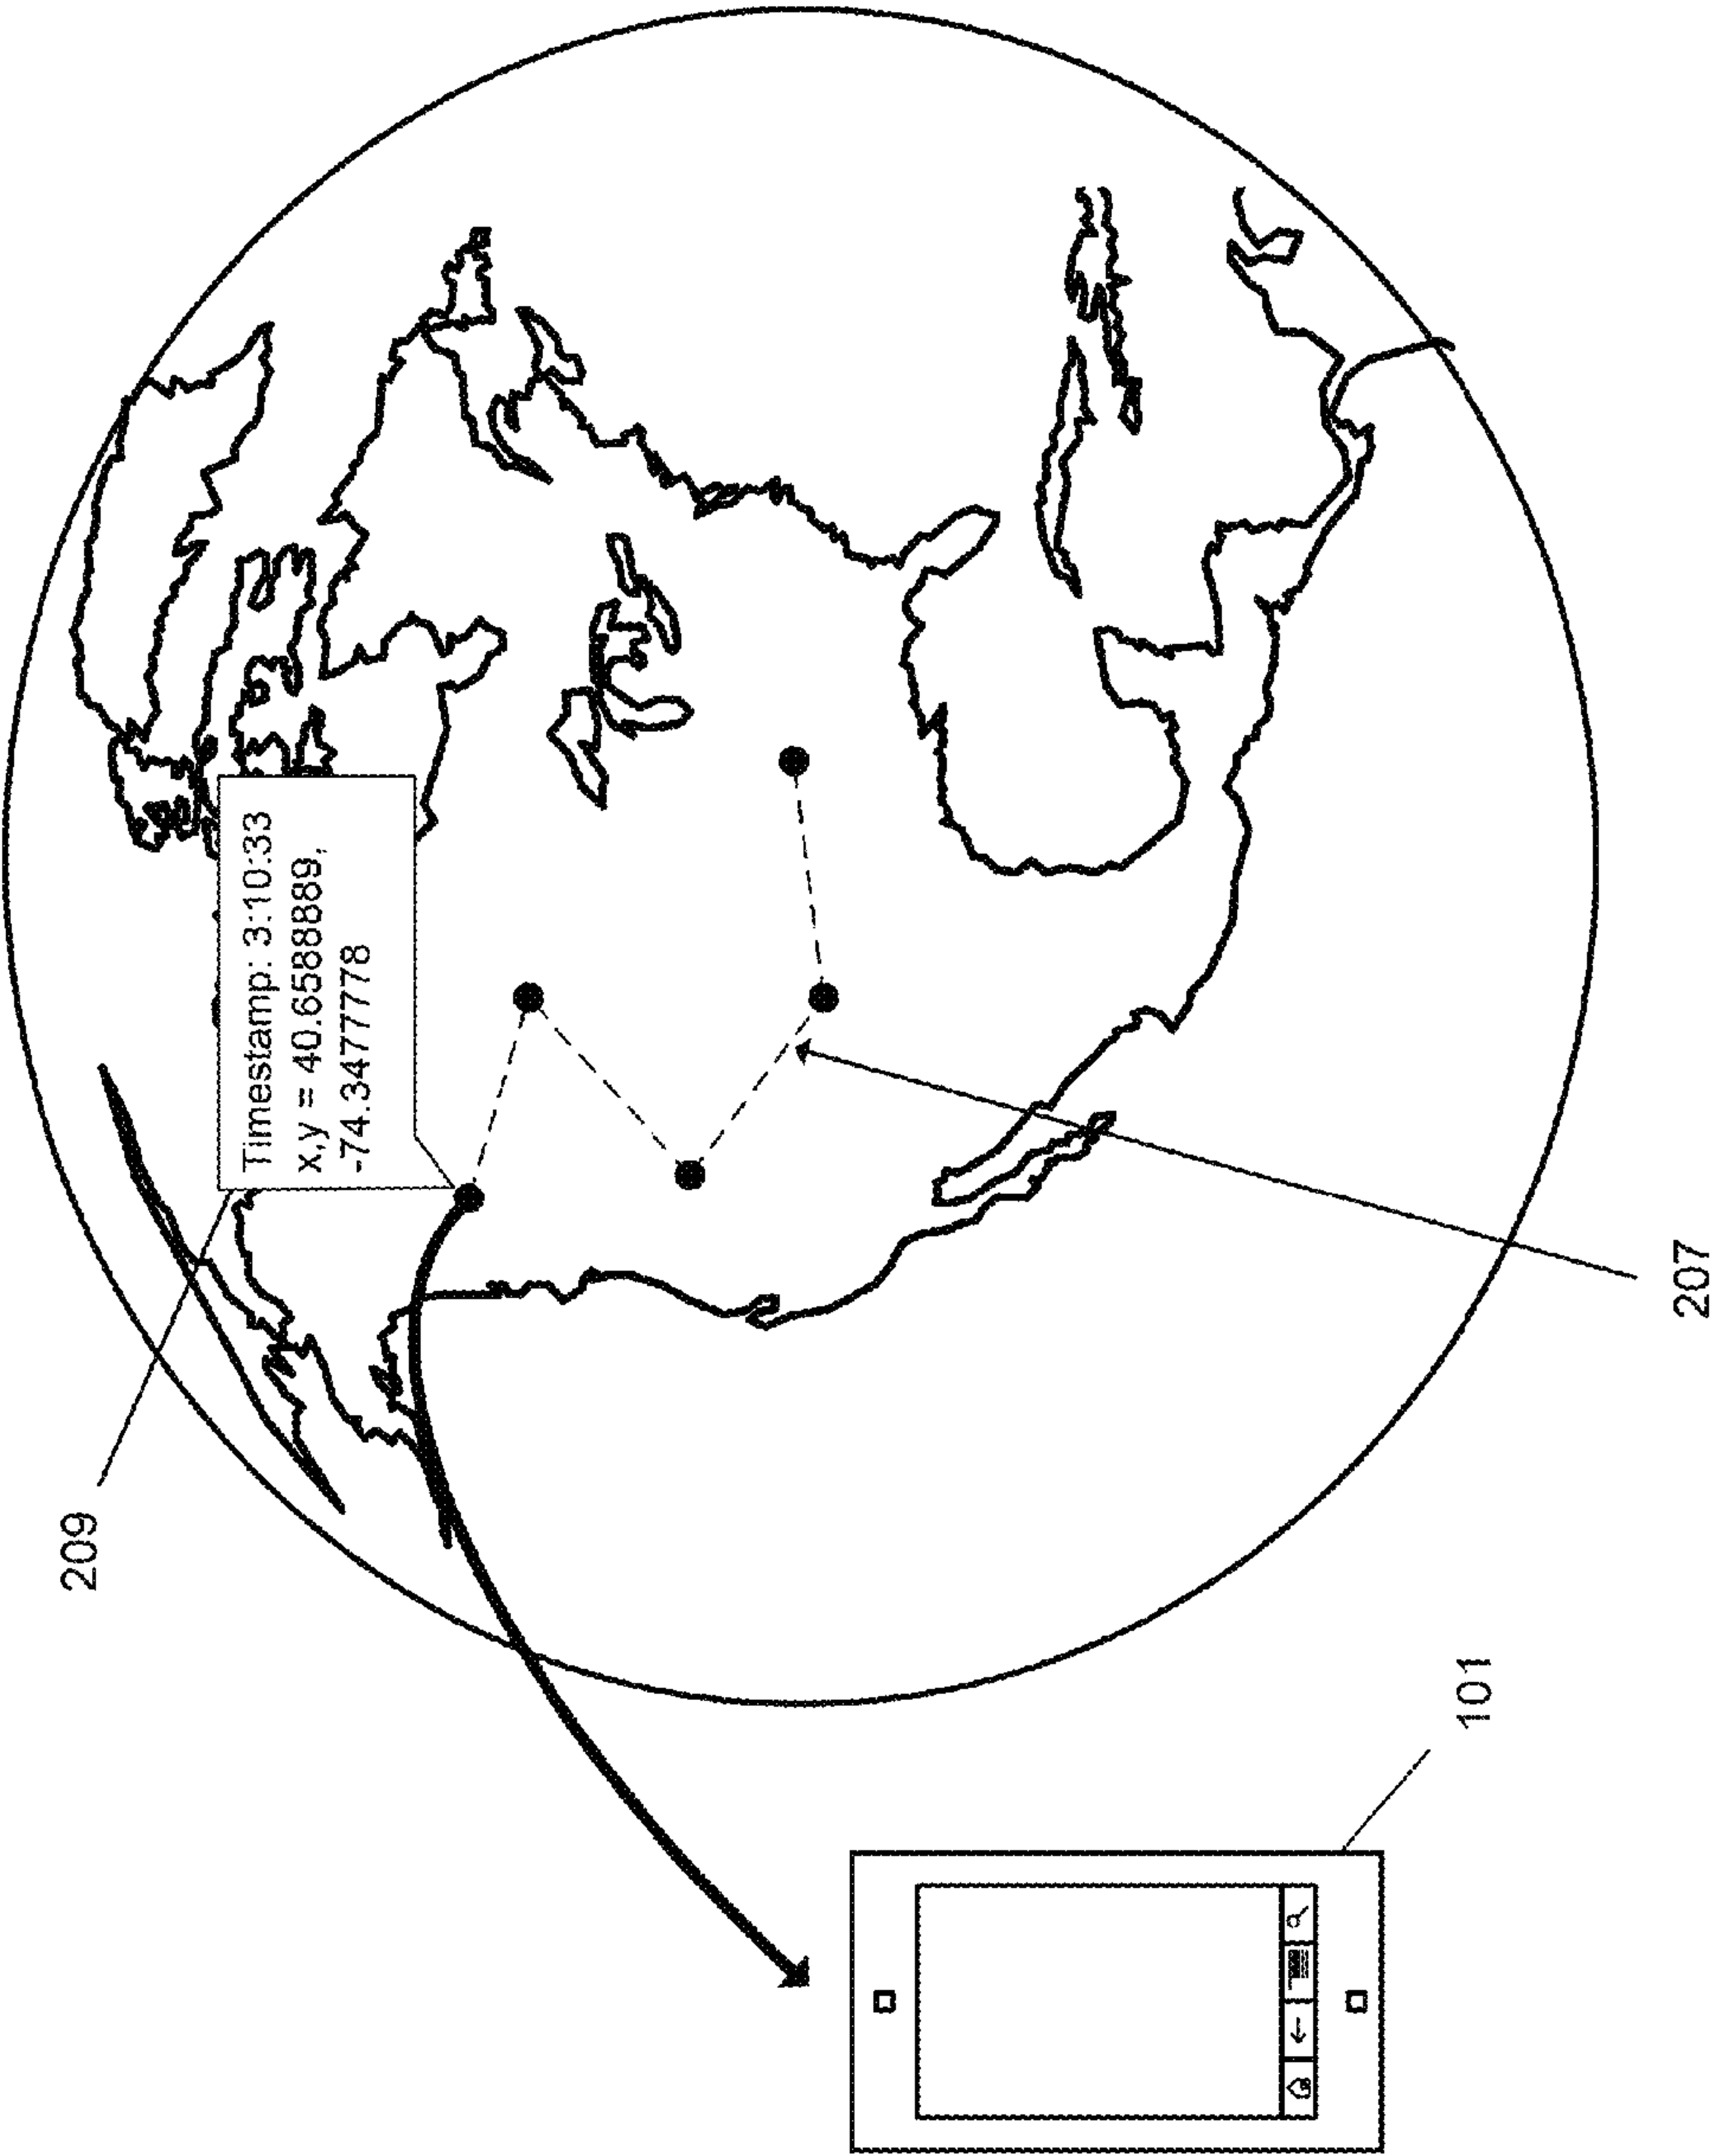 209
Timestamp: 3:10:33
x,y = 40.6588889,
-74.3477778
207
101